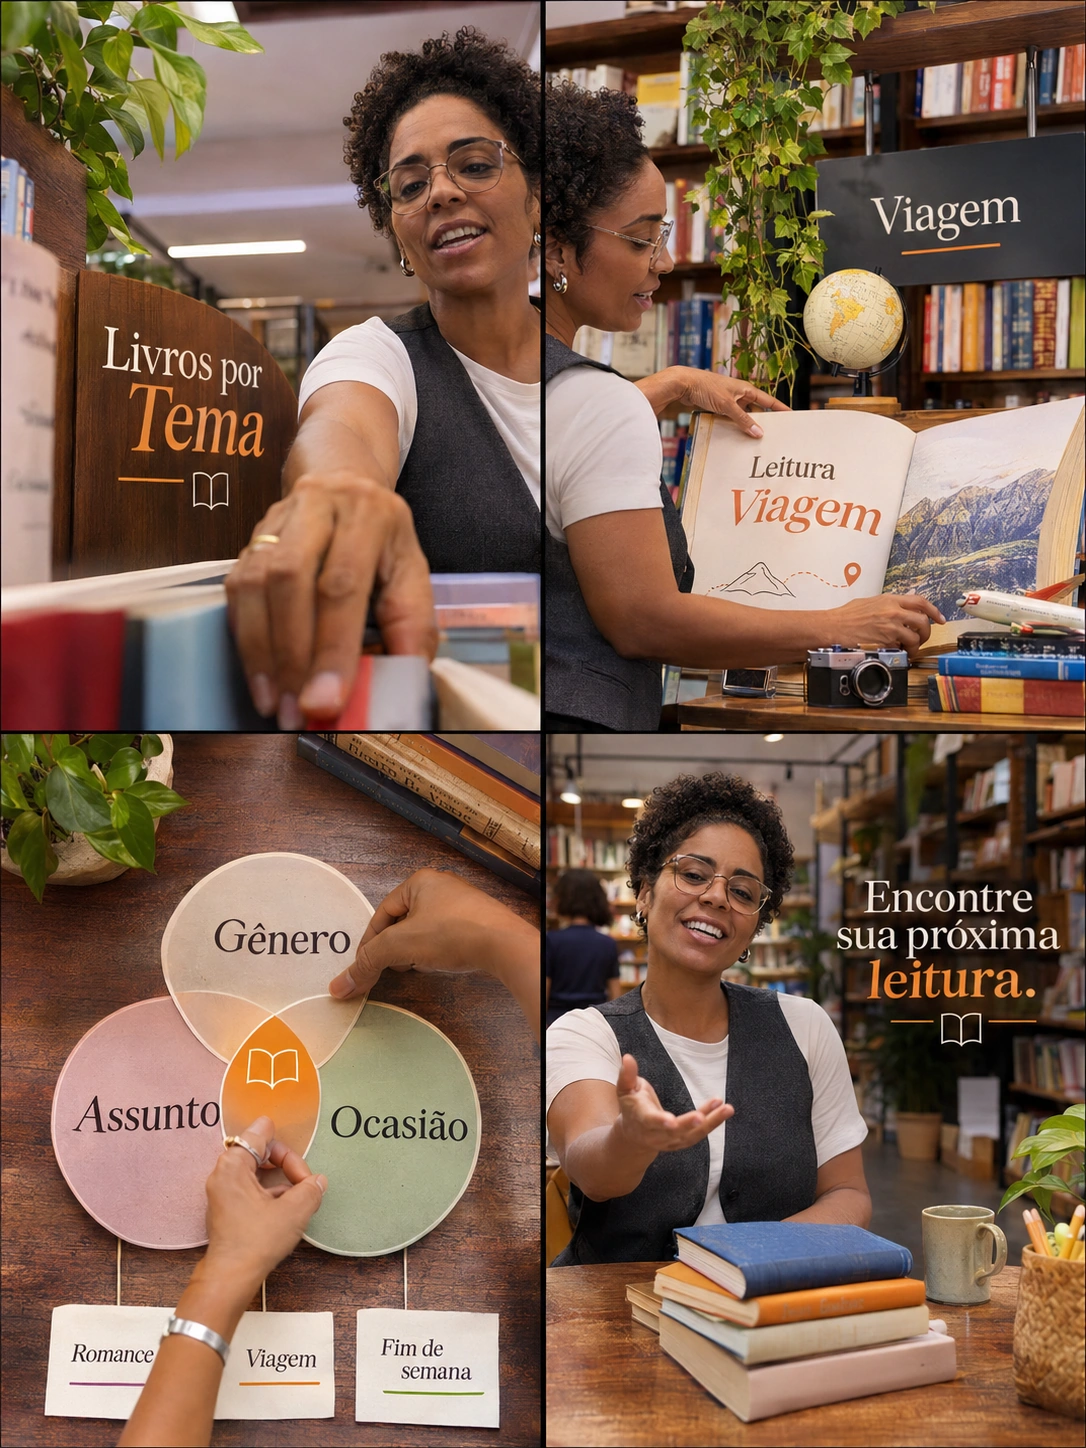 Livros por
Tema
Viagem
Leitura
Viagem
Gênero
Assunto
Ocasião
Romance
Viagem
Fim de
semana
Encontre
sua próxima
leitura.